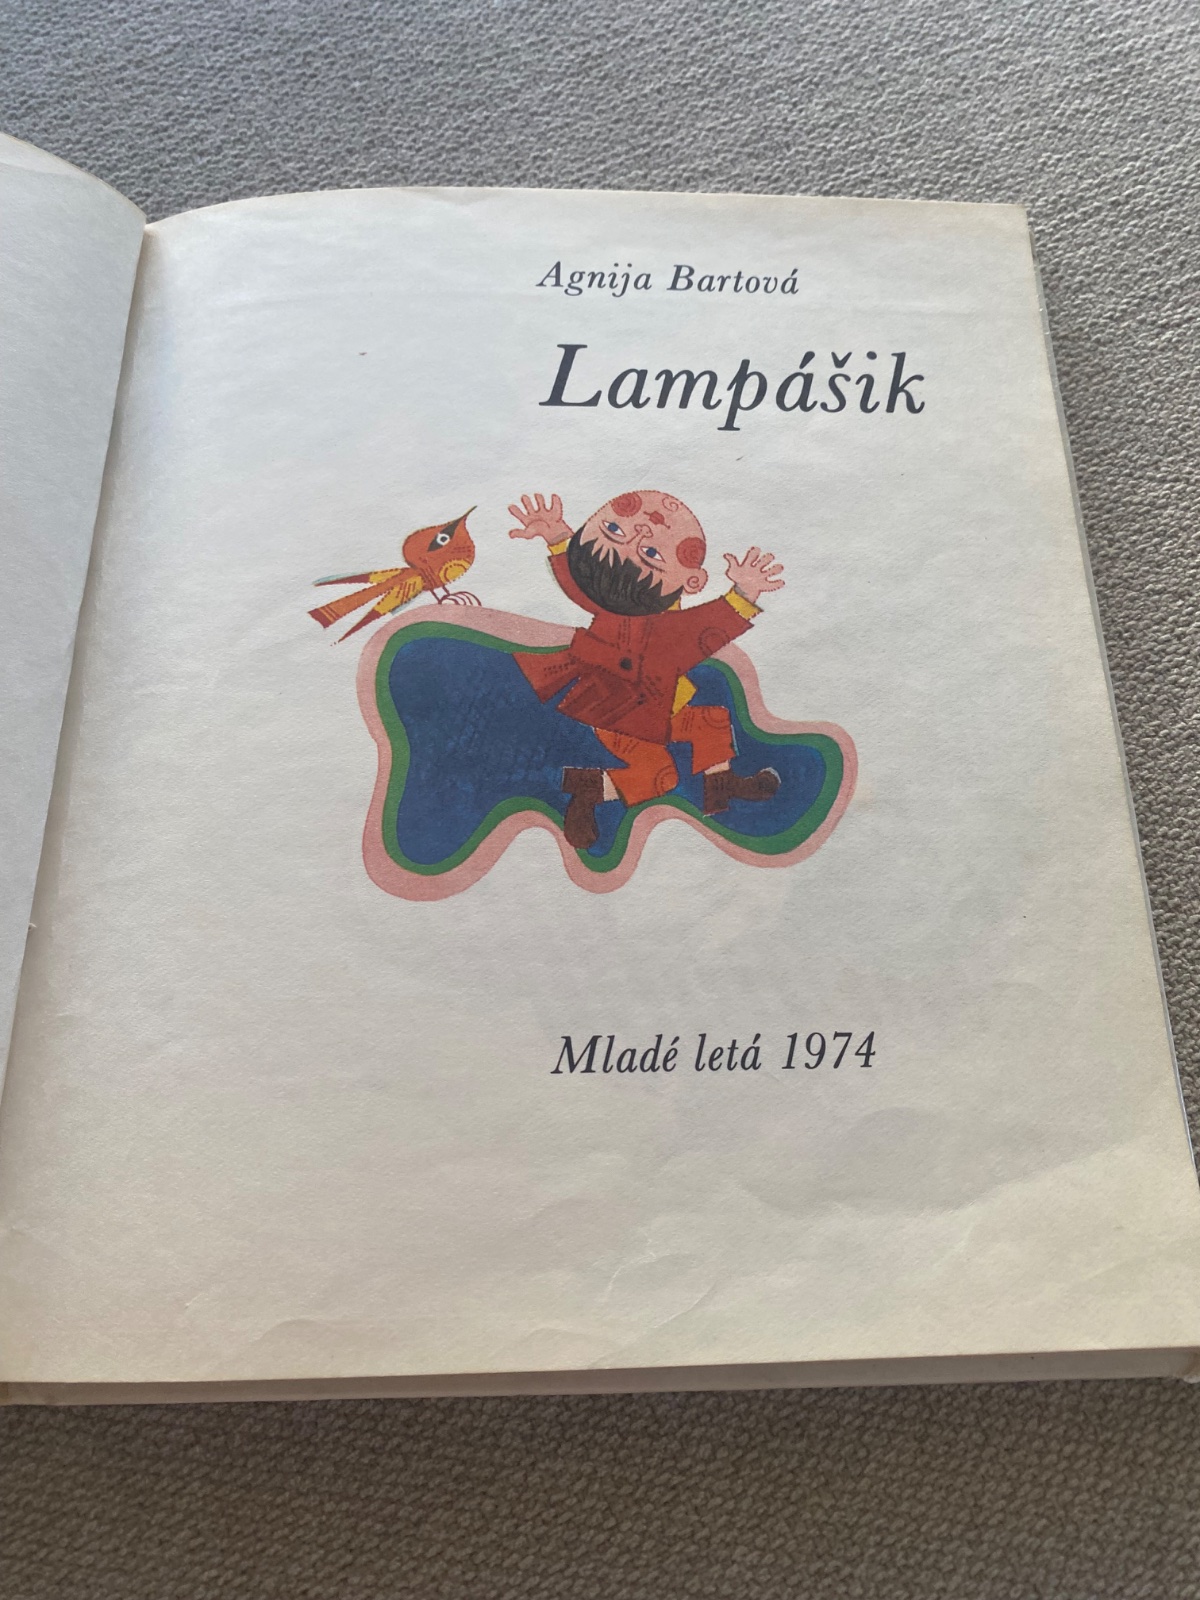 Agnija Bartová
Lampášik
Mladé letá 1974